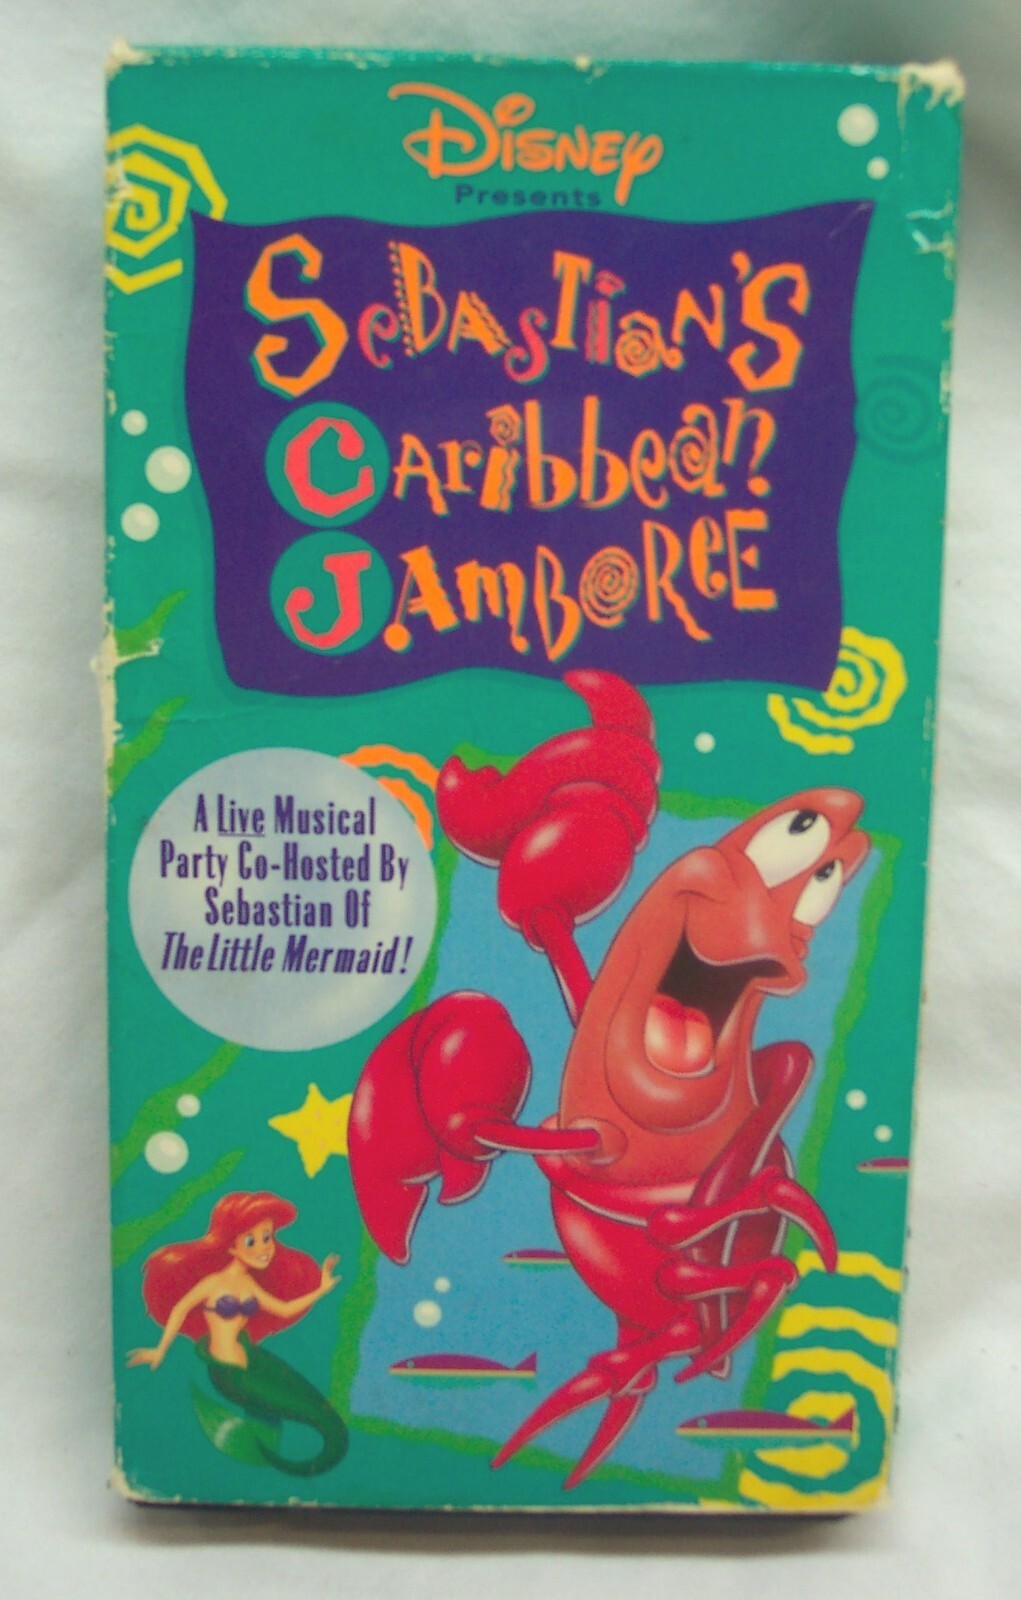 Disney
Presents
Sebastian's
Caribbean
Jamboree
A Live Musical
Party Co-Hosted By
Sebastian Of
The Little Mermaid!